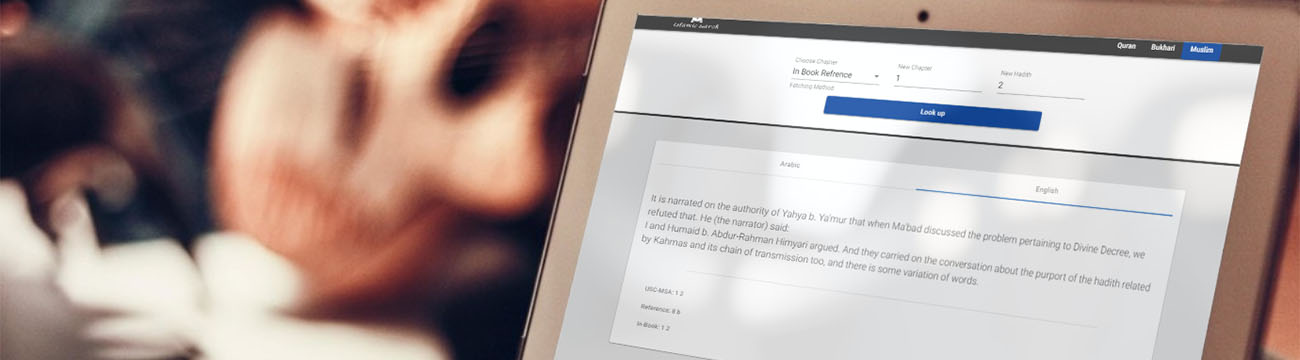 Islamic Garah
Quran Bukhari Muslim
Choose Chapter New Chapter New Hadith
In Book Refrence 1 2
Fetching Method
Look up
Arabic English
It is narrated on the authority of Yahya b. Ya'mur that when Ma'bad discussed the problem pertaining to Divine Decree, we
refuted that. He (the narrator) said:
I and Humaid b. Abdur-Rahman Himyari argued. And they carried on the conversation about the purport of the hadith related
by Kahmas and its chain of transmission too, and there is some variation of words.
USC-MSA: 1 2
Reference: 8 b
In-Book: 1 2